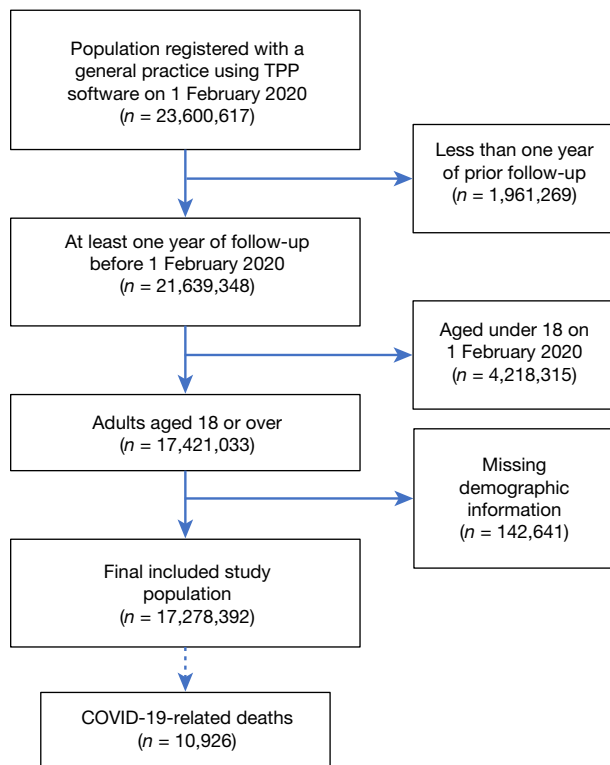 Population registered with a
general practice using TPP
software on 1 February 2020
(n = 23,600,617)
Less than one year
of prior follow-up
(n = 1,961,269)
At least one year of follow-up
before 1 February 2020
(n = 21,639,348)
Aged under 18 on
1 February 2020
(n = 4,218,315)
Adults aged 18 or over
(n = 17,421,033)
Missing
demographic
information
(n = 142,641)
Final included study
population
(n = 17,278,392)
COVID-19-related deaths
(n = 10,926)